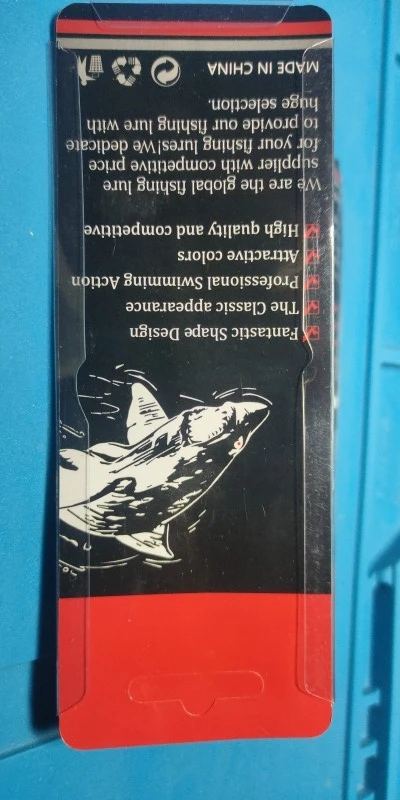 Fantastic Shape Design
The Classic appearance
Professional Swimming Action
Attractive colors
High quality and competitive
We are the global fishing lure
supplier with competitive price
for your fishing lures!We dedicate
to provide our fishing lure with
huge selection.
MADE IN CHINA